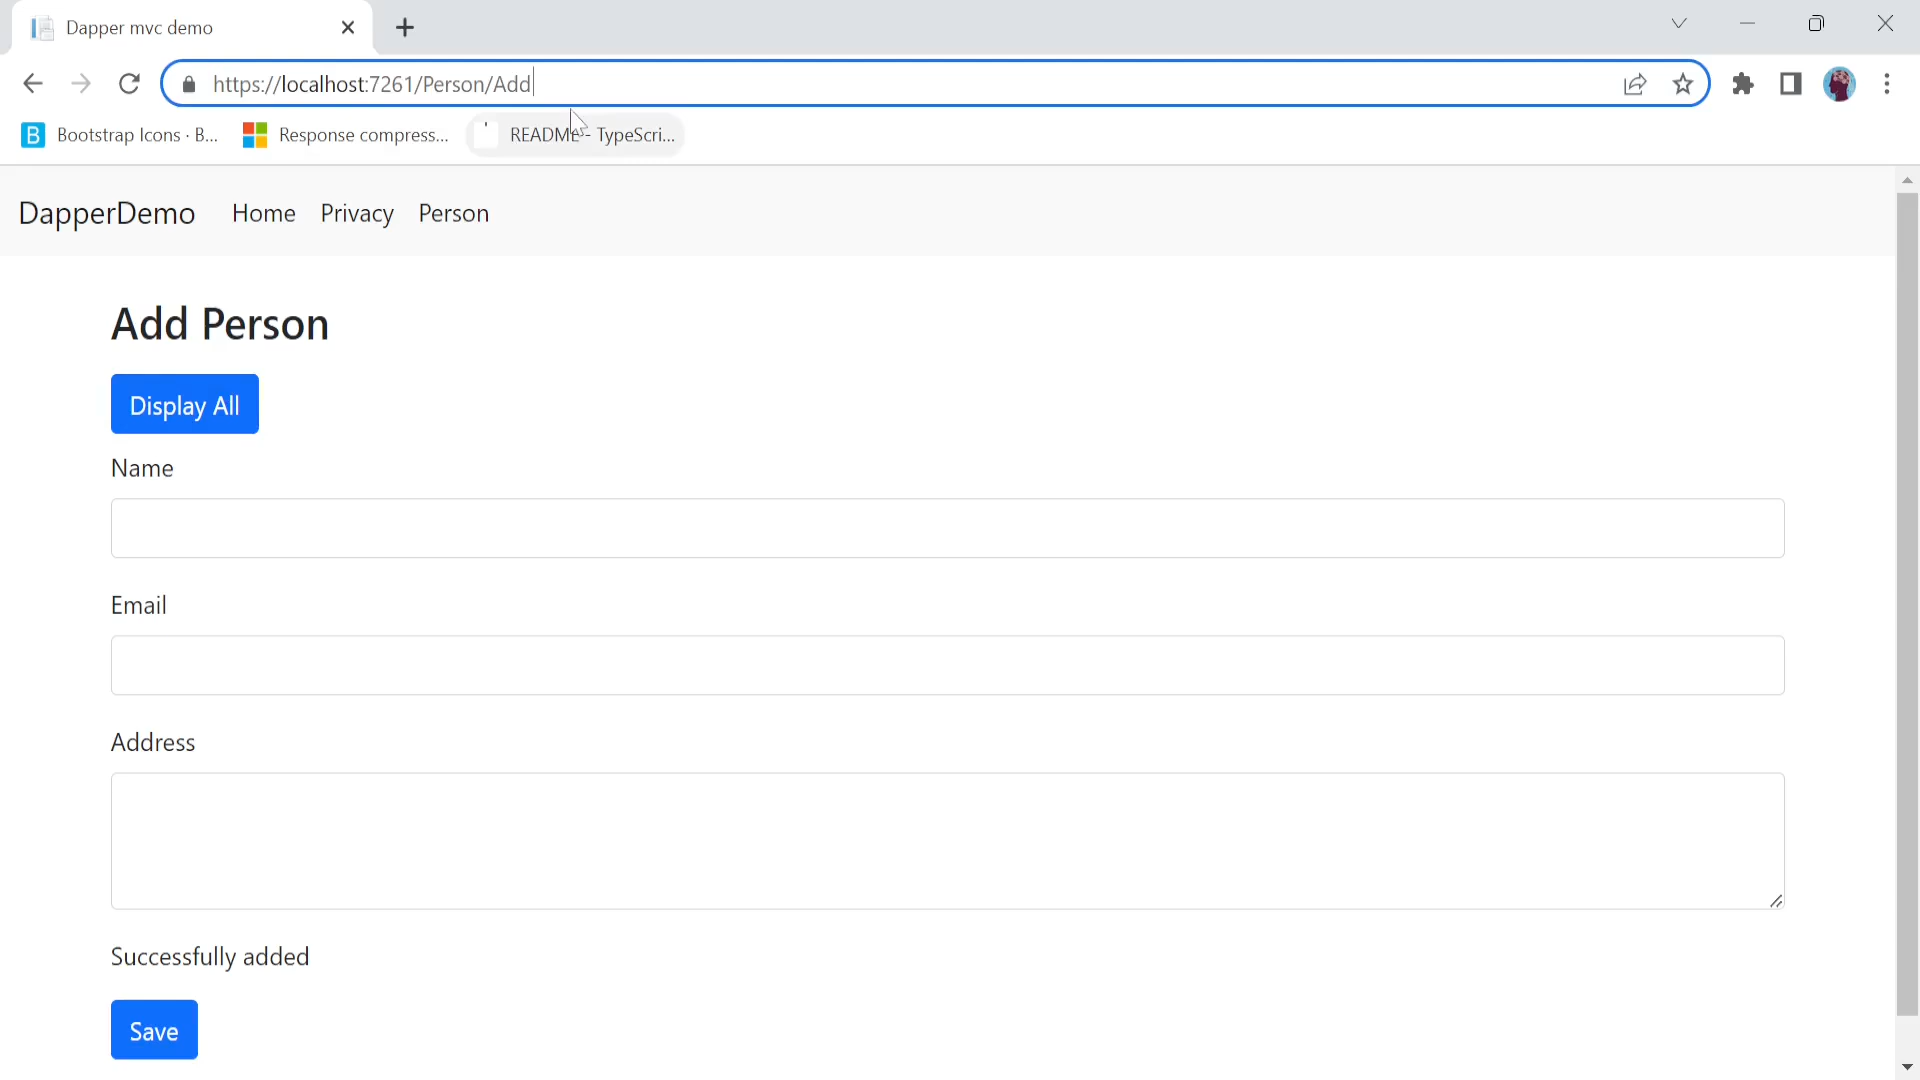 Dapper mvc demo
https://localhost:7261/Person/Add
B Bootstrap Icons · B... Response compress... README - TypeScri...
DapperDemo Home Privacy Person
Add Person
Display All
Name
Email
Address
Successfully added
Save